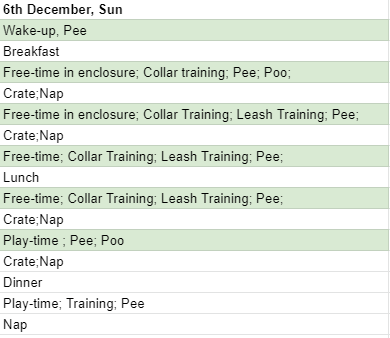 6th December, Sun
Wake-up, Pee
Breakfast
Free-time in enclosure; Collar training; Pee; Poo;
Crate;Nap
Free-time in enclosure; Collar Training; Leash Training; Pee;
Crate;Nap
Free-time; Collar Training; Leash Training; Pee;
Lunch
Free-time; Collar Training; Leash Training; Pee;
Crate;Nap
Play-time ; Pee; Poo
Crate;Nap
Dinner
Play-time; Training; Pee
Nap